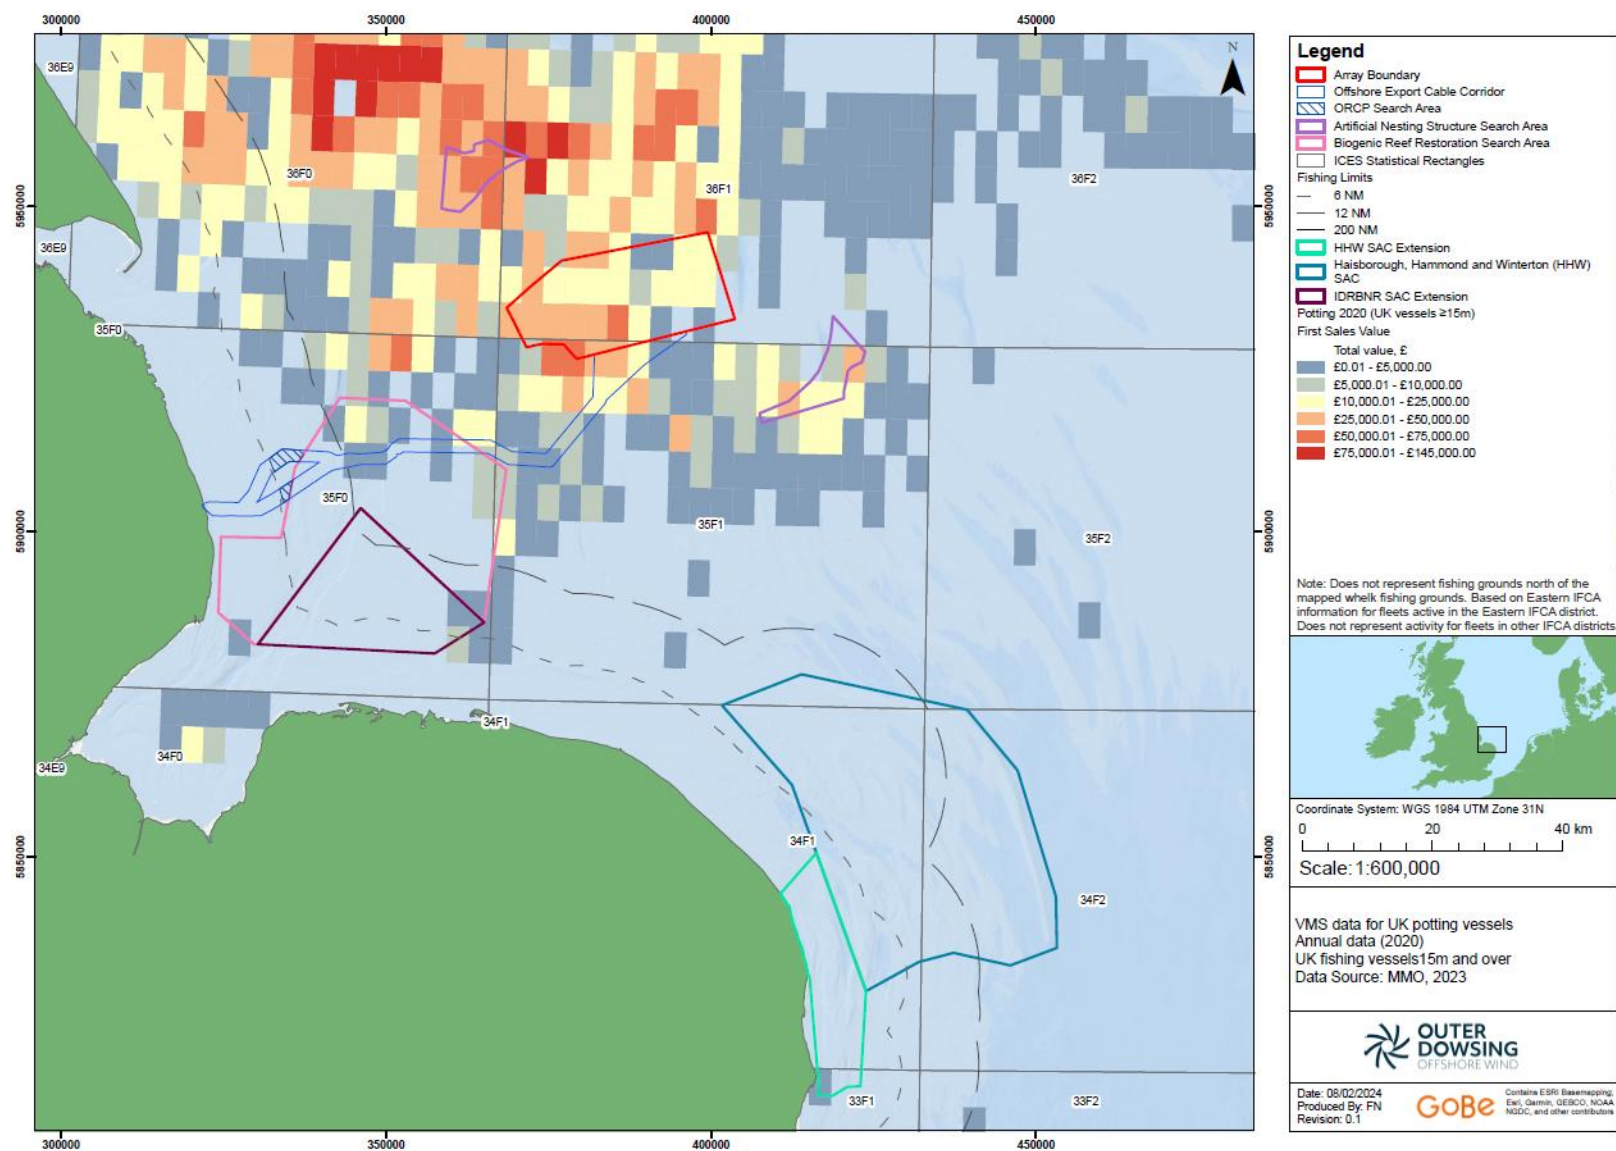 300000
350000
400000
450000
36E9
N
36F0
36F1
36F2
5950000
5950000
36E9
35F0
35F0
35F1
35F2
5900000
5900000
34F1
34F0
34E9
34F1
5850000
5850000
34F2
33F1
33F2
300000
350000
400000
450000
Legend
Array Boundary
Offshore Export Cable Corridor
ORCP Search Area
Artificial Nesting Structure Search Area
Biogenic Reef Restoration Search Area
ICES Statistical Rectangles
Fishing Limits
6 NM
12 NM
200 NM
HHW SAC Extension
Haisborough, Hammond and Winterton (HHW)
SAC
IDRBNR SAC Extension
Potting 2020 (UK vessels ≥15m)
First Sales Value
Total value, £
£0.01 - £5,000.00
£5,000.01 - £10,000.00
£10,000.01 - £25,000.00
£25,000.01 - £50,000.00
£50,000.01 - £75,000.00
£75,000.01 - £145,000.00
Note: Does not represent fishing grounds north of the
mapped whelk fishing grounds. Based on Eastern IFCA
information for fleets active in the Eastern IFCA district.
Does not represent activity for fleets in other IFCA districts
Coordinate System: WGS 1984 UTM Zone 31N
0 20 40 km
Scale:1:600,000
VMS data for UK potting vessels
Annual data (2020)
UK fishing vessels15m and over
Data Source: MMO, 2023
OUTER
DOWSING
OFFSHORE WIND
Date: 08/02/2024
Produced By: FN
Revision: 0.1
GoBe
Contains ESRI Basemapping;
Esri, Garmin, GEBCO, NOAA
NGDC, and other contributors